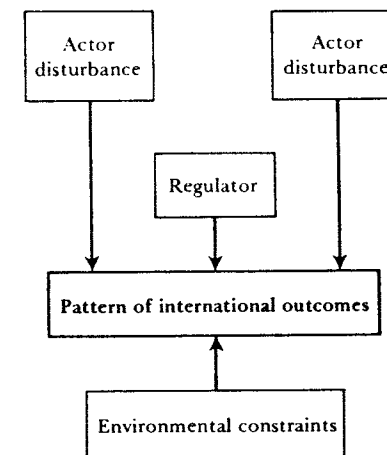 Actor
disturbance
Actor
disturbance
Regulator
Pattern of international outcomes
Environmental constraints